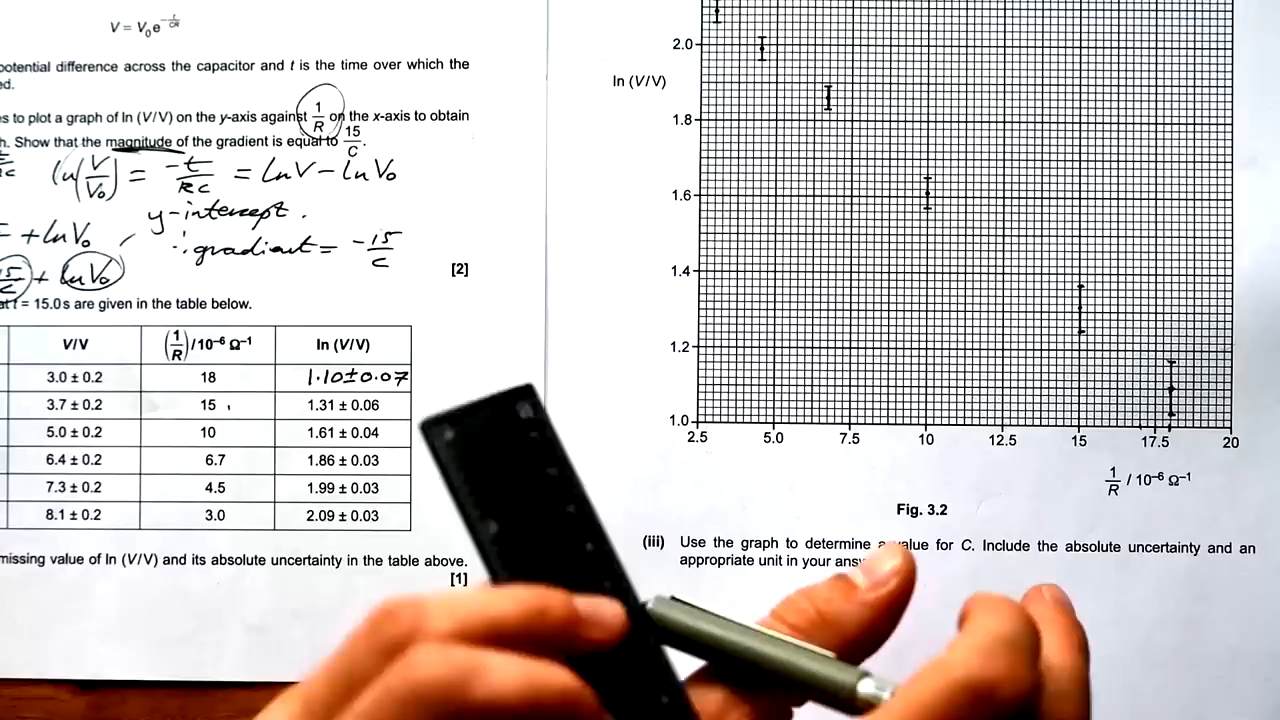 V = V₀e^(-t/CR)
potential difference across the capacitor and t is the time over which the
ed.
es to plot a graph of ln (V/V) on the y-axis against 1/R on the x-axis to obtain
h. Show that the magnitude of the gradient is equal to 15/C.
ln(V/V₀) = -t/RC = lnV - lnV₀
y-intercept.
+ lnV₀
∴ gradient = -15/C
+ lnV₀
[2]
at t = 15.0 s are given in the table below.
V/V (1/R) /10⁻⁶ Ω⁻¹ ln (V/V)
3.0 ± 0.2 18 1.10±0.07
3.7 ± 0.2 15 1.31 ± 0.06
5.0 ± 0.2 10 1.61 ± 0.04
6.4 ± 0.2 6.7 1.86 ± 0.03
7.3 ± 0.2 4.5 1.99 ± 0.03
8.1 ± 0.2 3.0 2.09 ± 0.03
missing value of ln (V/V) and its absolute uncertainty in the table above.
[1]
2.0
ln (V/V)
1.8
1.6
1.4
1.2
1.0
2.5 5.0 7.5 10 12.5 15 17.5 20
1/R / 10⁻⁶ Ω⁻¹
Fig. 3.2
(iii) Use the graph to determine a value for C. Include the absolute uncertainty and an
appropriate unit in your